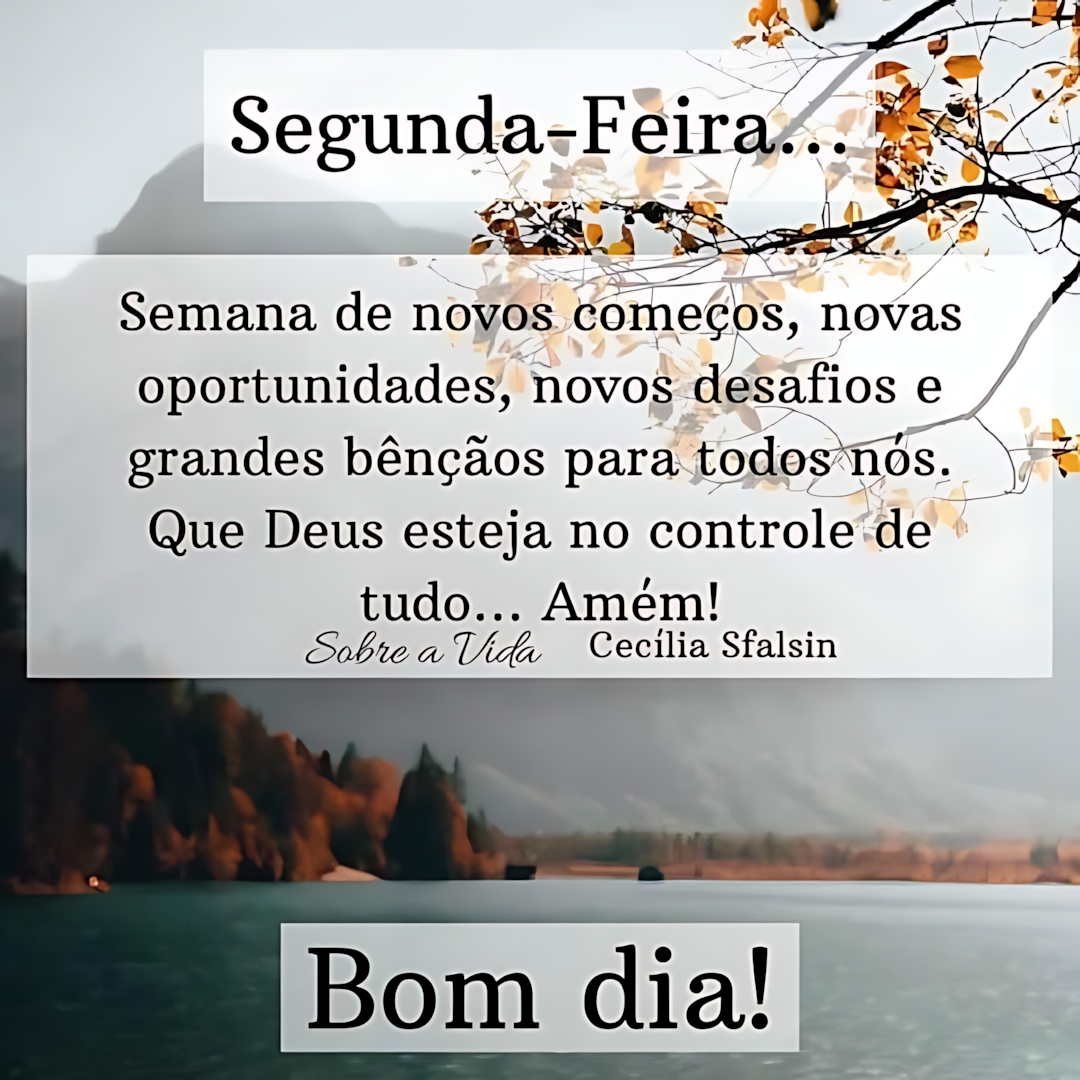 Segunda-Feira...
Semana de novos começos, novas
oportunidades, novos desafios e
grandes bênçãos para todos nós.
Que Deus esteja no controle de
tudo... Amém!
Sobre a Vida Cecília Sfalsin
Bom dia!